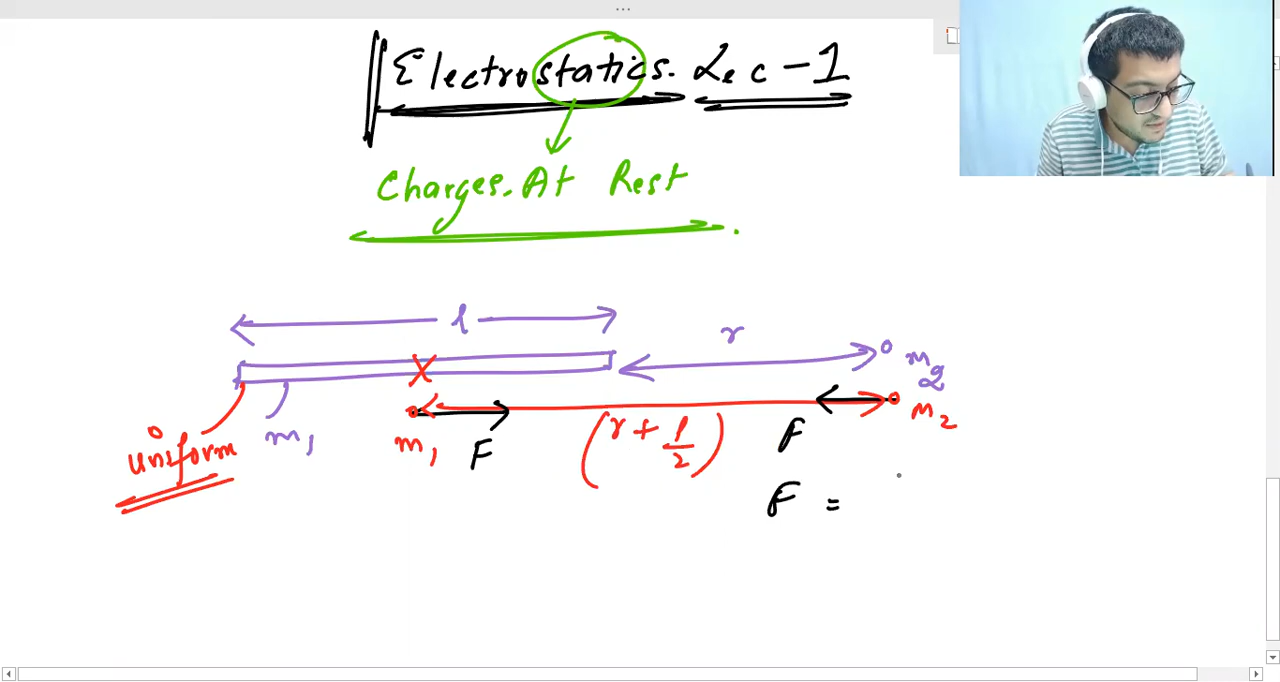 Electrostatics. Lec-1
Charges. At Rest
l
r
m2
uniform
m1
m1
F
(r + l/2)
F
m2
F =